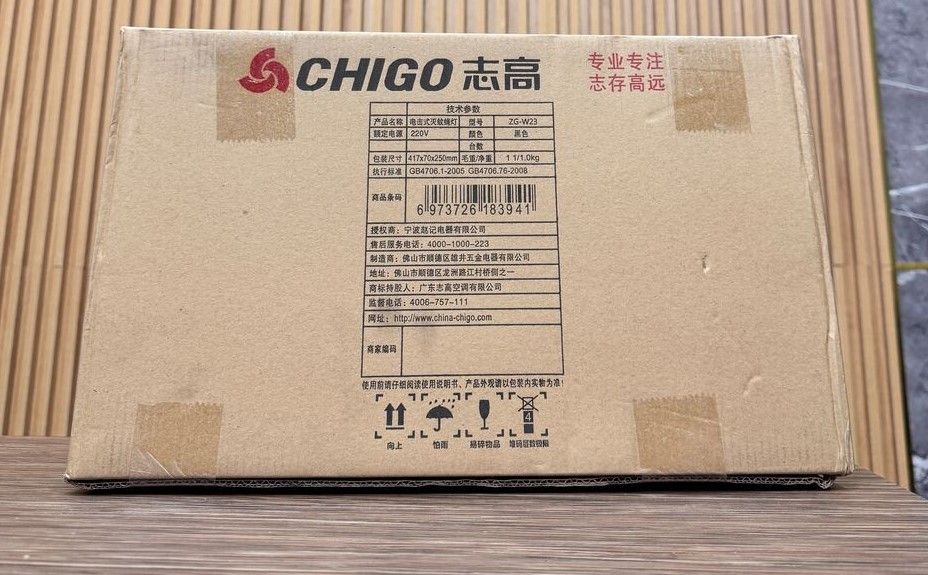 CHIGO 志高
专业专注
志存高远
技术参数
产品名称 电击式灭蚊蝇灯 型号 ZG-W23
额定电源 220V 颜色 黑色
台数
包装尺寸 417x70x250mm 毛重/净重 1 1/1.0kg
执行标准 GB4706.1-2005 GB4706.76-2008
商品条码
6 973726 183941
授权商：宁波赵记电器有限公司
售后服务电话：4000-1000-223
制造商：佛山市顺德区雄井五金电器有限公司
地址：佛山市顺德区龙洲路江村桥侧之一
商标持股人：广东志高空调有限公司
监督电话：4006-757-111
网址：http://www.china-chigo.com
商家编码
使用前请仔细阅读使用说明书、产品外观请以包装内实物为准！
4
向上 怕雨 易碎物品 堆码层数极限